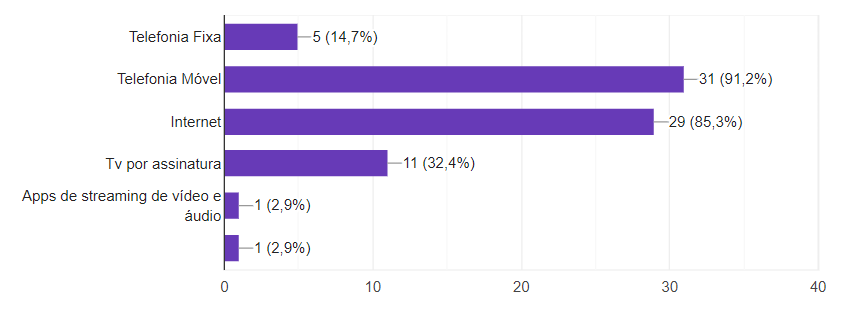 Telefonia Fixa 5 (14,7%)
Telefonia Móvel 31 (91,2%)
Internet 29 (85,3%)
Tv por assinatura 11 (32,4%)
Apps de streaming de vídeo e
áudio 1 (2,9%)
1 (2,9%)
0 10 20 30 40